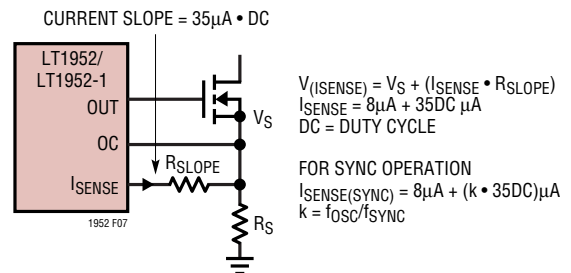 CURRENT SLOPE = 35µA • DC
LT1952/
LT1952-1
OUT
OC
ISENSE
VS
RSLOPE
RS
1952 F07
V(ISENSE) = VS + (ISENSE • RSLOPE)
ISENSE = 8µA + 35DC µA
DC = DUTY CYCLE
FOR SYNC OPERATION
ISENSE(SYNC) = 8µA + (k • 35DC)µA
k = fOSC/fSYNC